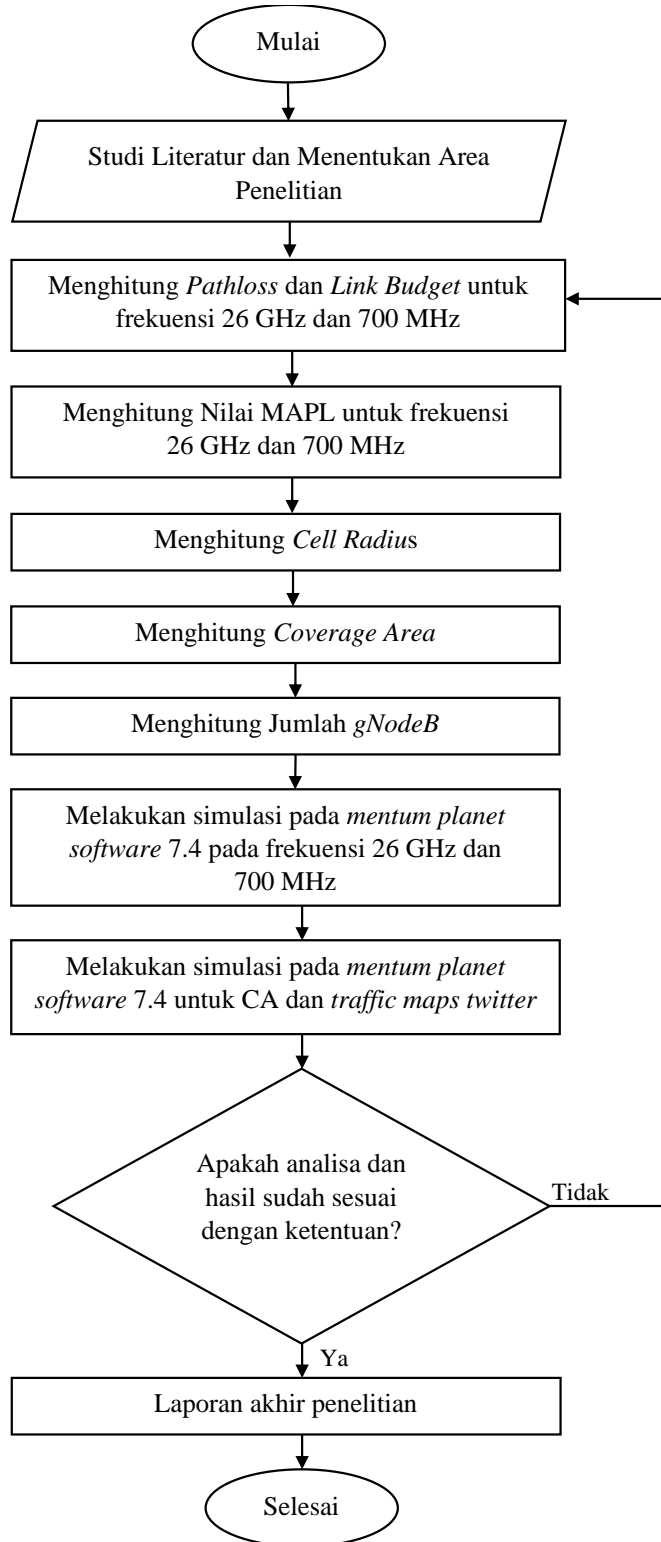 Mulai
Studi Literatur dan Menentukan Area
Penelitian
Menghitung Pathloss dan Link Budget untuk
frekuensi 26 GHz dan 700 MHz
Menghitung Nilai MAPL untuk frekuensi
26 GHz dan 700 MHz
Menghitung Cell Radius
Menghitung Coverage Area
Menghitung Jumlah gNodeB
Melakukan simulasi pada mentum planet
software 7.4 pada frekuensi 26 GHz dan
700 MHz
Melakukan simulasi pada mentum planet
software 7.4 untuk CA dan traffic maps twitter
Apakah analisa dan
hasil sudah sesuai
dengan ketentuan?
Tidak
Ya
Laporan akhir penelitian
Selesai